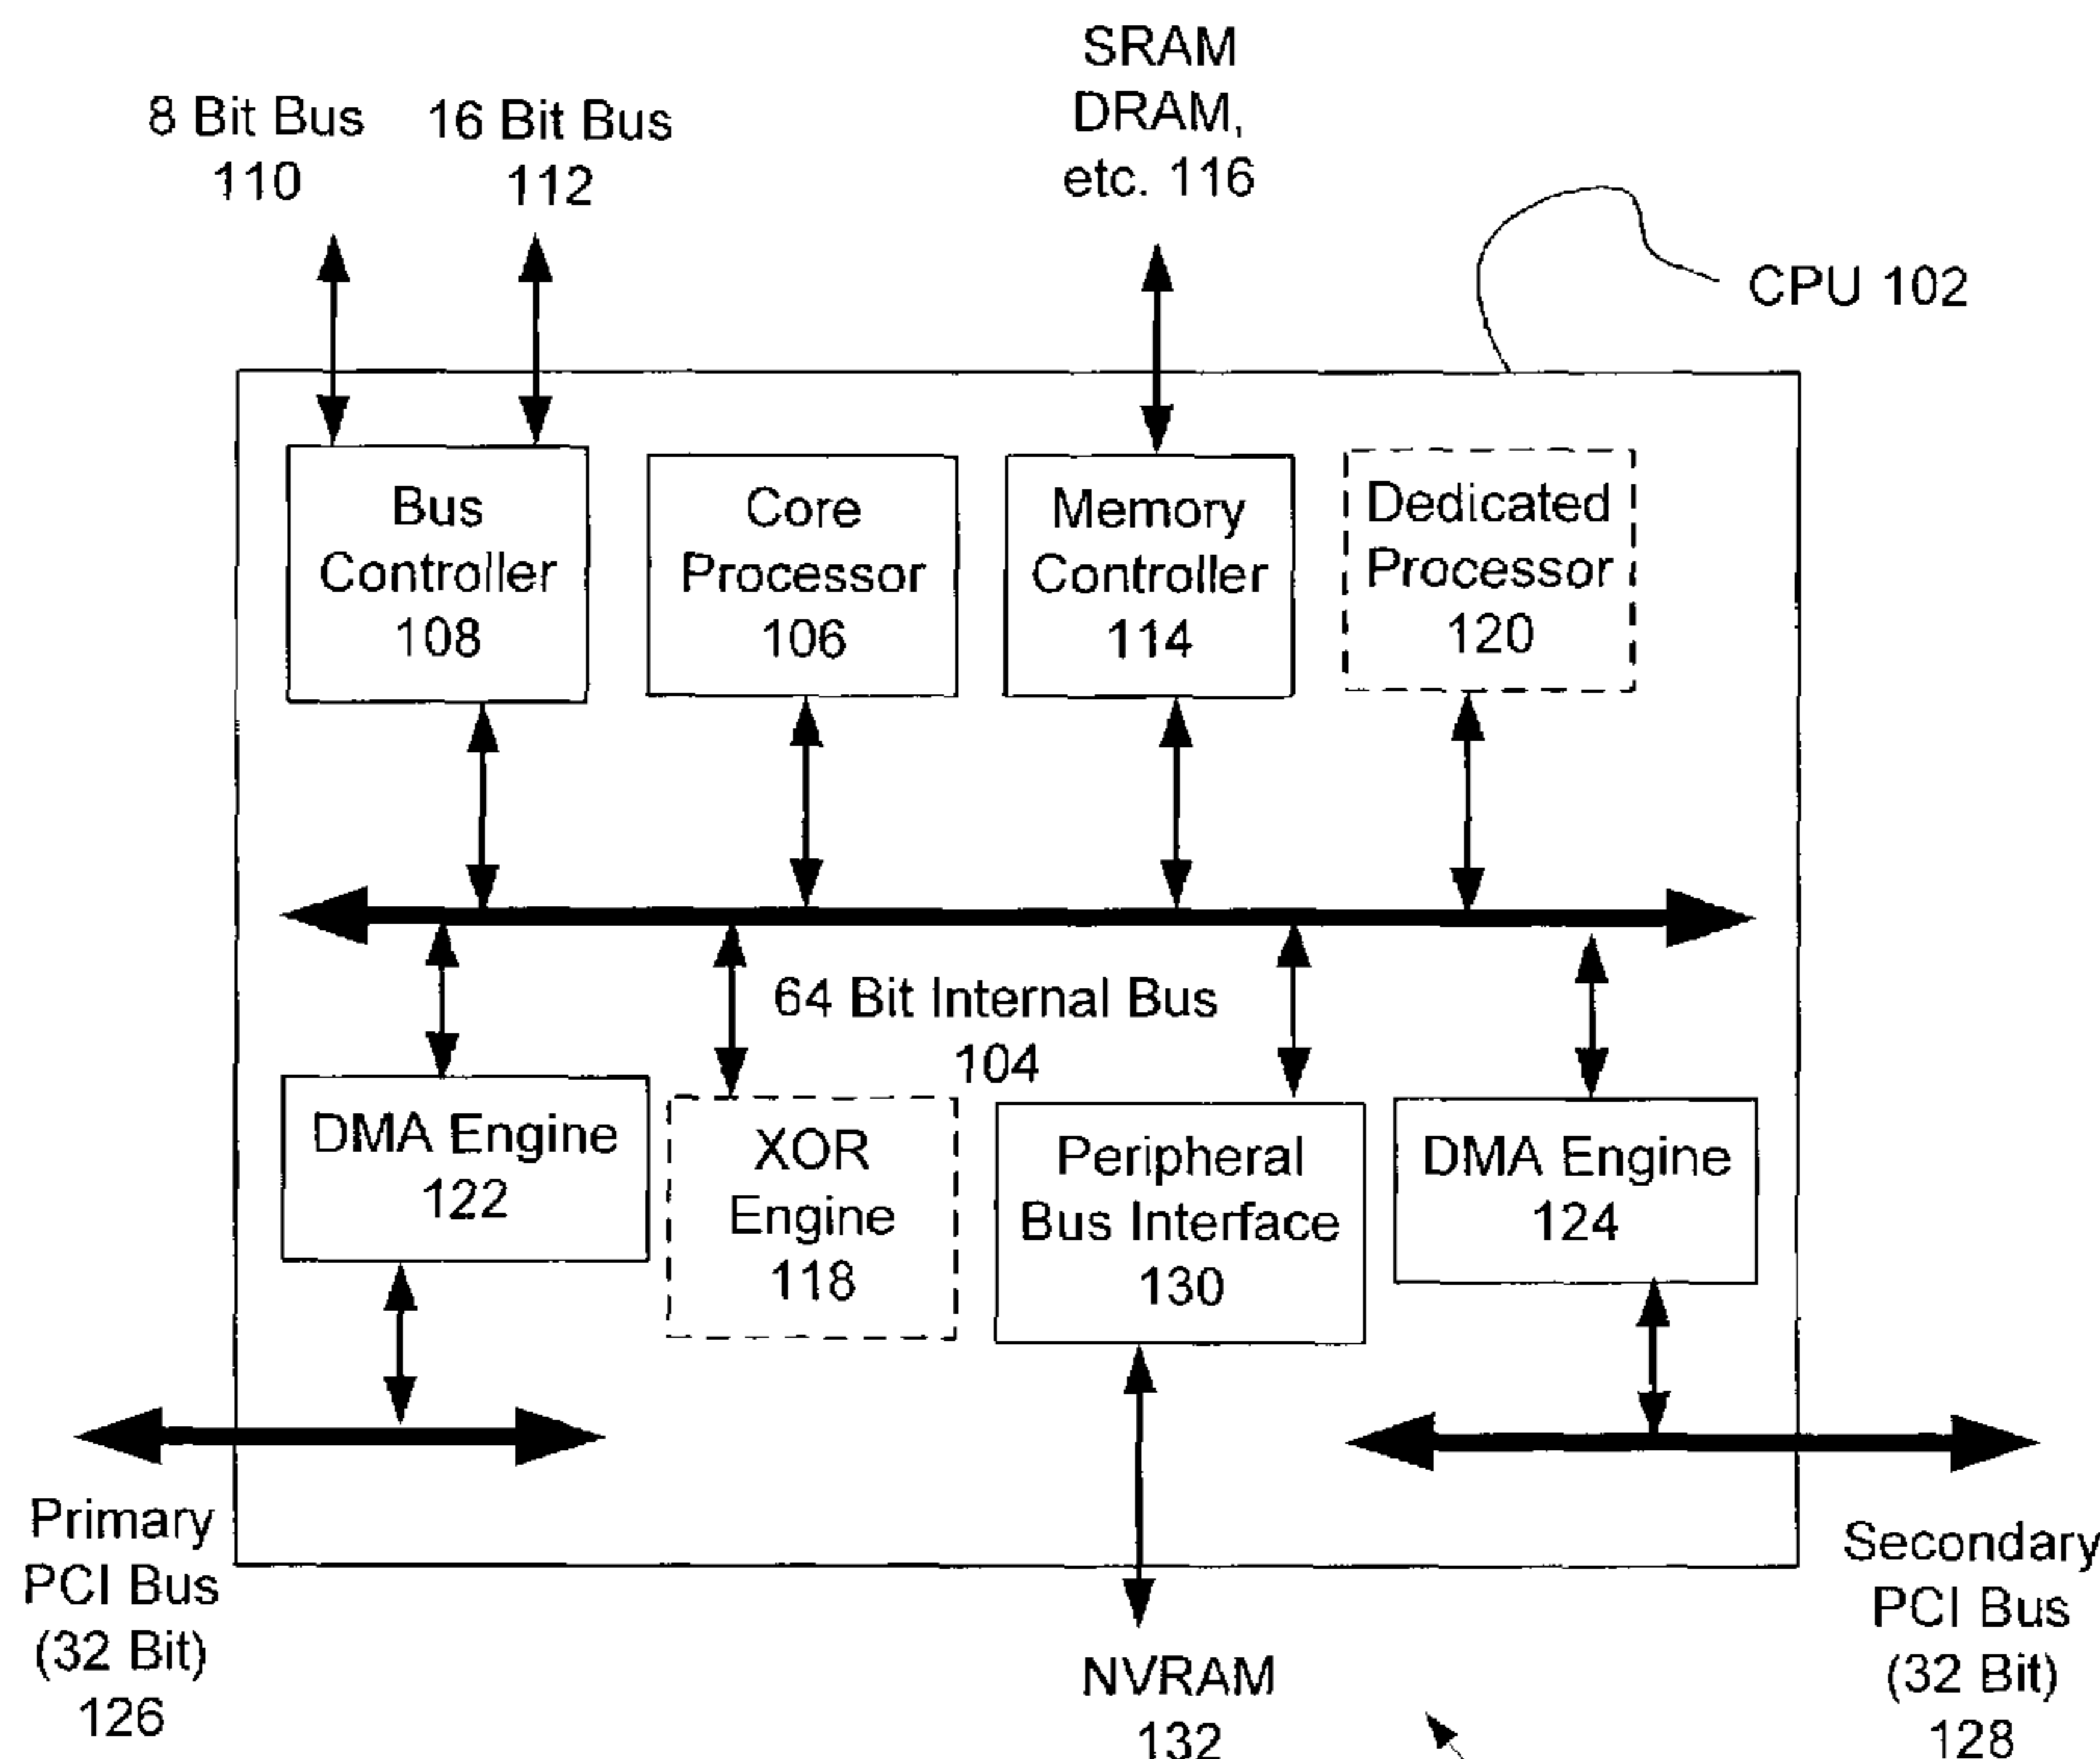 SRAM
DRAM,
etc. 116
8 Bit Bus
110
16 Bit Bus
112
CPU 102
Bus
Controller
108
Core
Processor
106
Memory
Controller
114
Dedicated
Processor
120
64 Bit Internal Bus
104
DMA Engine
122
XOR
Engine
118
Peripheral
Bus Interface
130
DMA Engine
124
Primary
PCI Bus
(32 Bit)
126
NVRAM
132
Secondary
PCI Bus
(32 Bit)
128